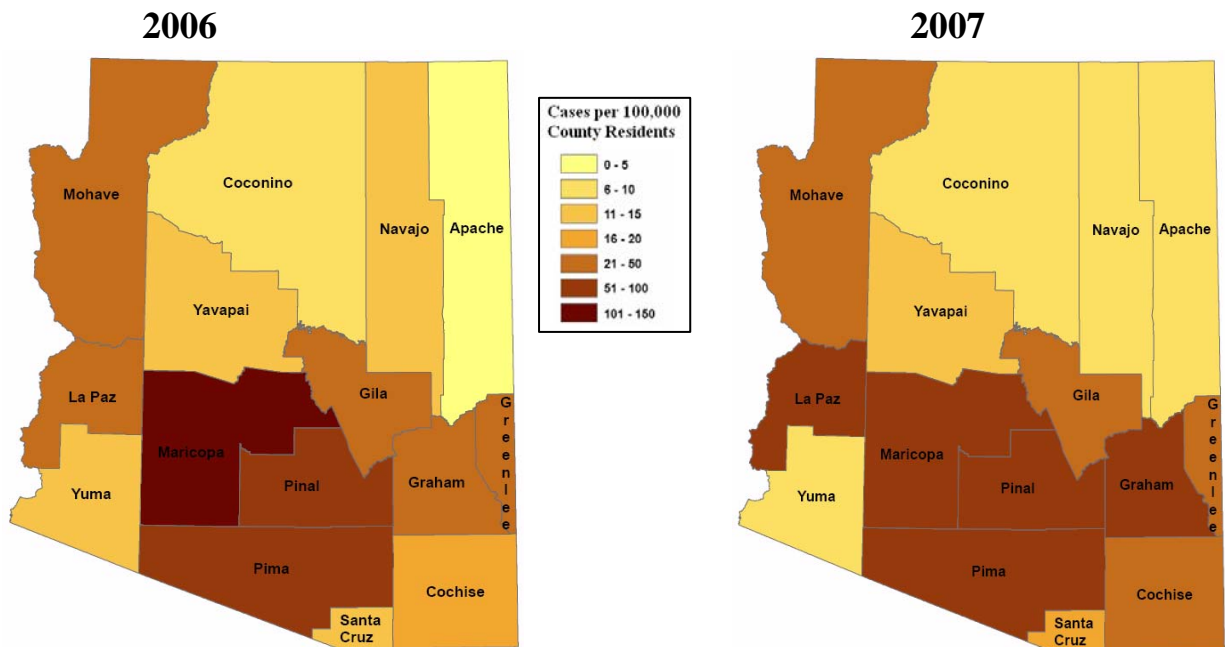 2006
2007
Cases per 100,000
County Residents
0 - 5
6 - 10
11 - 15
16 - 20
21 - 50
51 - 100
101 - 150
Mohave
Coconino
Navajo
Apache
Yavapai
La Paz
Gila
Greenlee
Maricopa
Yuma
Pinal
Graham
Pima
Cochise
Santa
Cruz
Mohave
Coconino
Navajo
Apache
Yavapai
La Paz
Gila
Greenlee
Maricopa
Yuma
Pinal
Graham
Pima
Cochise
Santa
Cruz